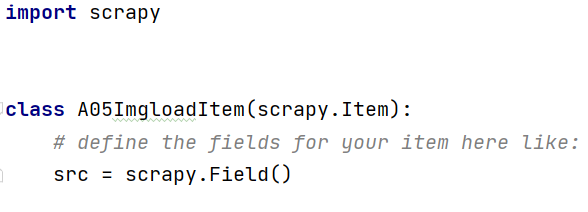 import scrapy
class A05ImgloadItem(scrapy.Item):
# define the fields for your item here like:
src = scrapy.Field()